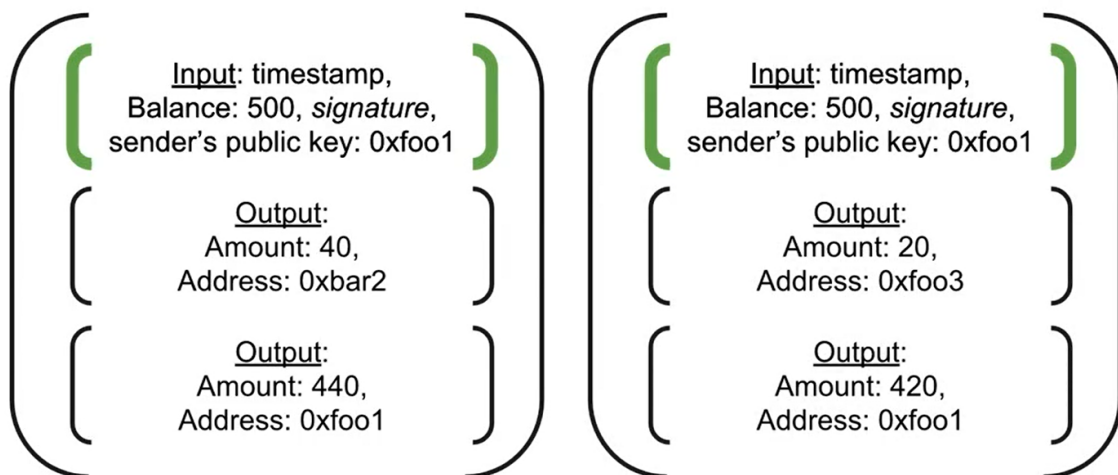 Input: timestamp,
Balance: 500, signature,
sender's public key: 0xfoo1
Output:
Amount: 40,
Address: 0xbar2
Output:
Amount: 440,
Address: 0xfoo1
Input: timestamp,
Balance: 500, signature,
sender's public key: 0xfoo1
Output:
Amount: 20,
Address: 0xfoo3
Output:
Amount: 420,
Address: 0xfoo1